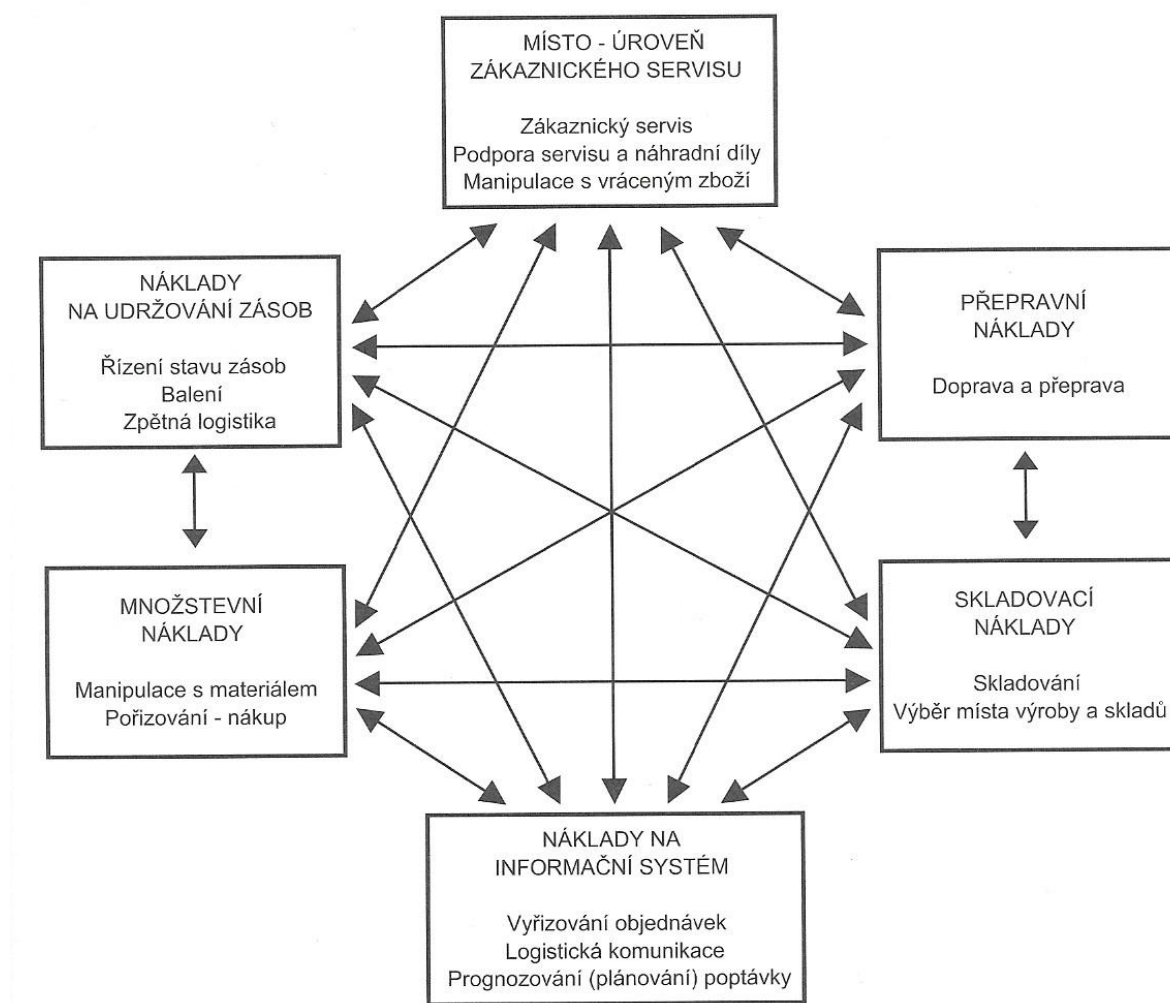 MÍSTO - ÚROVEŇ
ZÁKAZNICKÉHO SERVISU
Zákaznický servis
Podpora servisu a náhradní díly
Manipulace s vráceným zboží
NÁKLADY
NA UDRŽOVÁNÍ ZÁSOB
Řízení stavu zásob
Balení
Zpětná logistika
PŘEPRAVNÍ
NÁKLADY
Doprava a přeprava
MNOŽSTEVNÍ
NÁKLADY
Manipulace s materiálem
Pořizování - nákup
SKLADOVACÍ
NÁKLADY
Skladování
Výběr místa výroby a skladů
NÁKLADY NA
INFORMAČNÍ SYSTÉM
Vyřizování objednávek
Logistická komunikace
Prognozování (plánování) poptávky